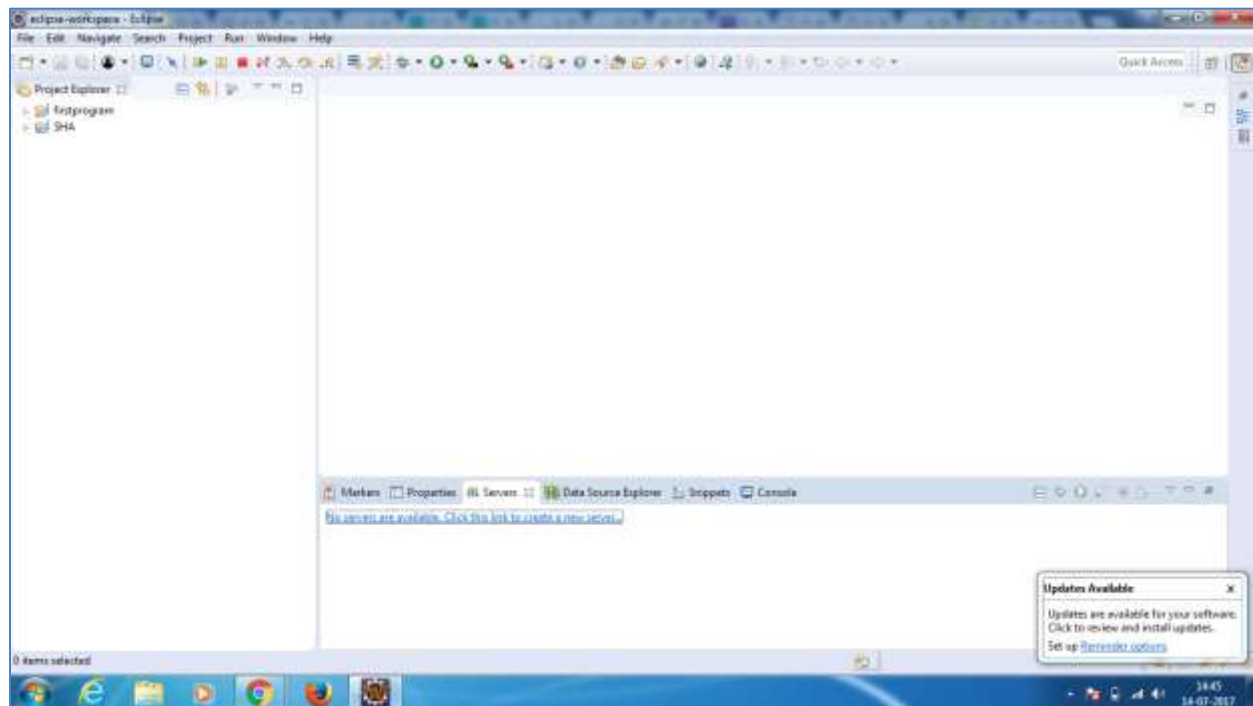 eclipse-workspace - Eclipse
File Edit Navigate Search Project Run Window Help
Quick Access
Project Explorer
firstprogram
SHA
Markers Properties Servers Data Source Explorer Snippets Console
No servers are available. Click this link to create a new server...
Updates Available
Updates are available for your software.
Click to review and install updates.
Set up Reminder options
0 items selected
14:45
14-07-2017